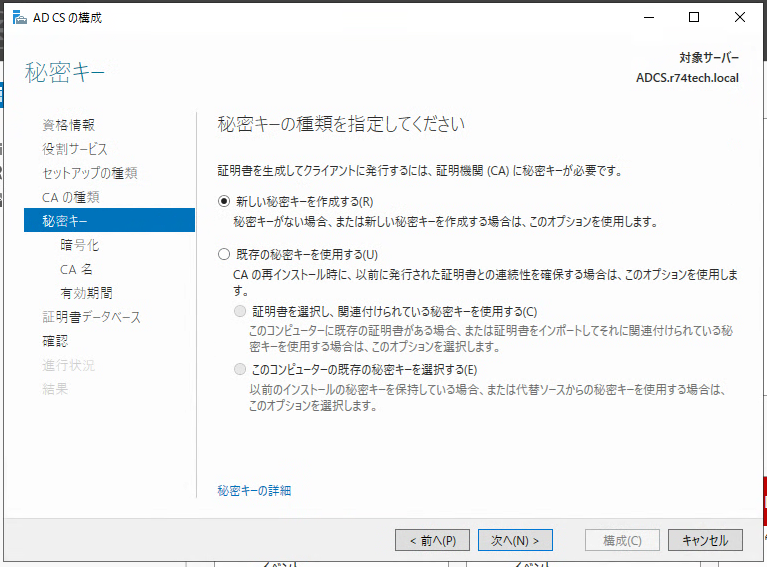 AD CS の構成
対象サーバー
ADCS.r74tech.local
秘密キー
資格情報
役割サービス
セットアップの種類
CA の種類
秘密キー
暗号化
CA 名
有効期間
証明書データベース
確認
進行状況
結果
秘密キーの種類を指定してください
証明書を生成してクライアントに発行するには、証明機関 (CA) に秘密キーが必要です。
新しい秘密キーを作成する(R)
秘密キーがない場合、または新しい秘密キーを作成する場合は、このオプションを使用します。
既存の秘密キーを使用する(U)
CA の再インストール時に、以前に発行された証明書との連続性を確保する場合は、このオプションを使用しま
す。
証明書を選択し、関連付けられている秘密キーを使用する(C)
このコンピューターに既存の証明書がある場合、または証明書をインポートしてそれに関連付けられている秘
密キーを使用する場合は、このオプションを選択します。
このコンピューターの既存の秘密キーを選択する(E)
以前のインストールの秘密キーを保持している場合、または代替ソースからの秘密キーを使用する場合は、
このオプションを選択します。
秘密キーの詳細
< 前へ(P)
次へ(N) >
構成(C)
キャンセル